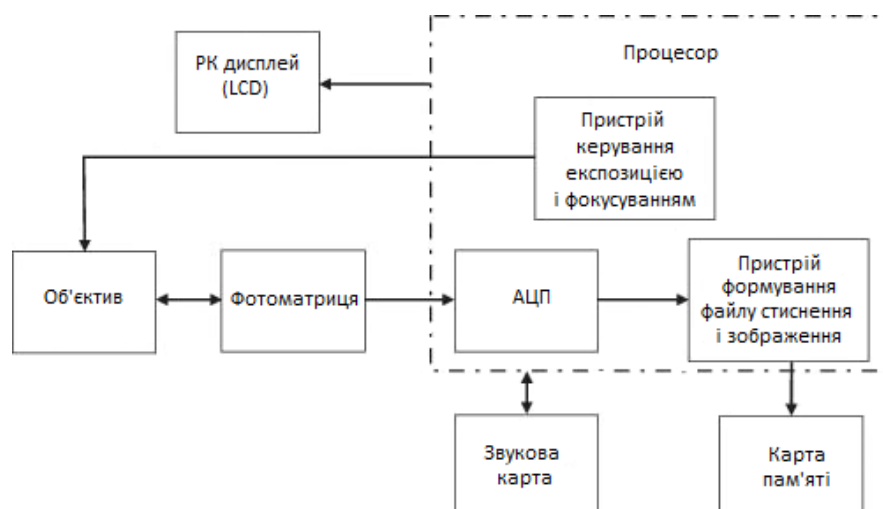 РК дисплей
(LCD)
Процесор
Пристрій
керування
експозицією
і фокусуванням
Об'єктив
Фотоматриця
АЦП
Пристрій
формування
файлу стиснення
і зображення
Звукова
карта
Карта
пам'яті